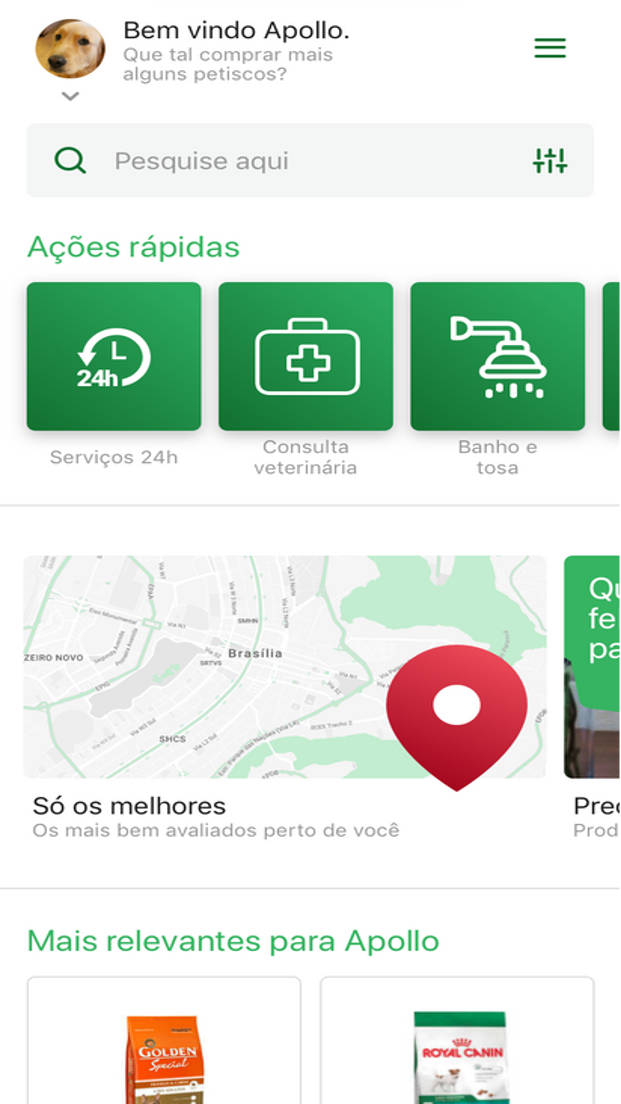 Bem vindo Apollo.
Que tal comprar mais
alguns petiscos?
Pesquise aqui
Ações rápidas
24h
Serviços 24h
Consulta
veterinária
Banho e
tosa
SMHN
Brasília
ZEIRO NOVO
SRTVS
SHCS
Qu
fe
pa
Só os melhores
Os mais bem avaliados perto de você
Pre
Prod
Mais relevantes para Apollo
GOLDEN
Special
ROYAL CANIN